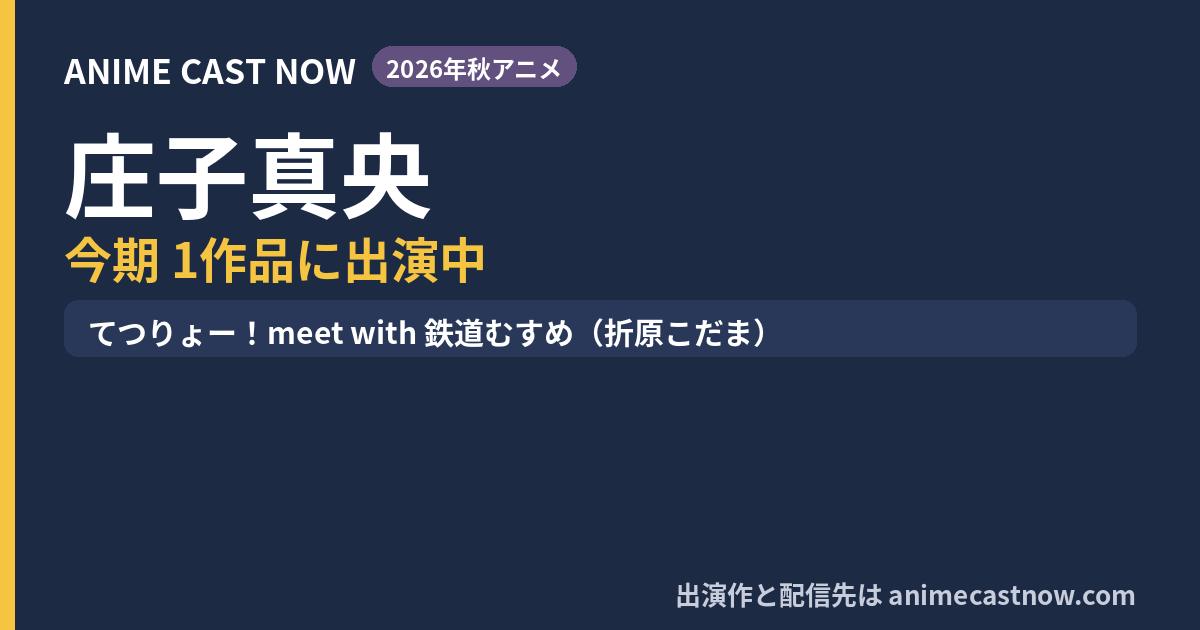 ANIME CAST NOW 2026年秋アニメ
庄子真央
今期 1作品に出演中
てつりょー！meet with 鉄道むすめ（折原こだま）
出演作と配信先は animecastnow.com